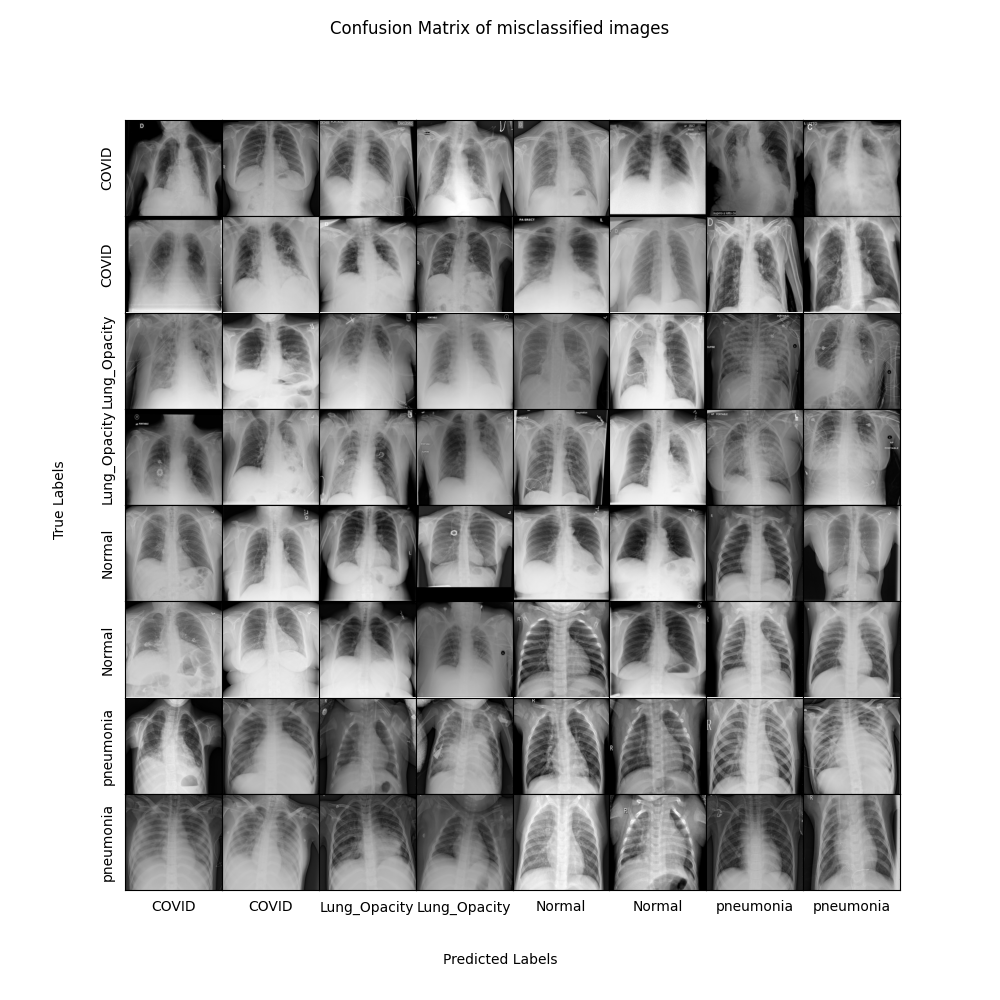 Confusion Matrix of misclassified images
True Labels
COVID
COVID
Lung_Opacity
Lung_Opacity
Normal
Normal
pneumonia
pneumonia
COVID COVID Lung_Opacity Lung_Opacity Normal Normal pneumonia pneumonia
Predicted Labels